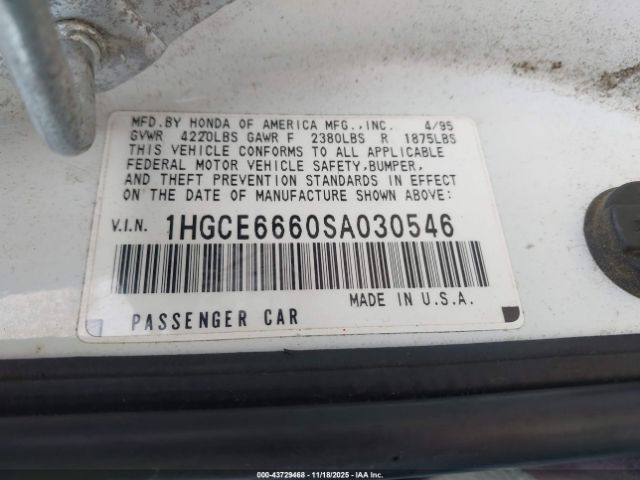 MFD.BY HONDA OF AMERICA MFG.,INC. 4/95
GVWR 4220LBS GAWR F 2380LBS R 1875LBS
THIS VEHICLE CONFORMS TO ALL APPLICABLE
FEDERAL MOTOR VEHICLE SAFETY,BUMPER,
AND THEFT PREVENTION STANDARDS IN EFFECT
ON THE DATE OF MANUFACTURE SHOWN ABOVE:
V.I.N. 1HGCE6660SA030546
MADE IN U.S.A.
PASSENGER CAR
000-43729468 - 11/18/2025 - IAA Inc.